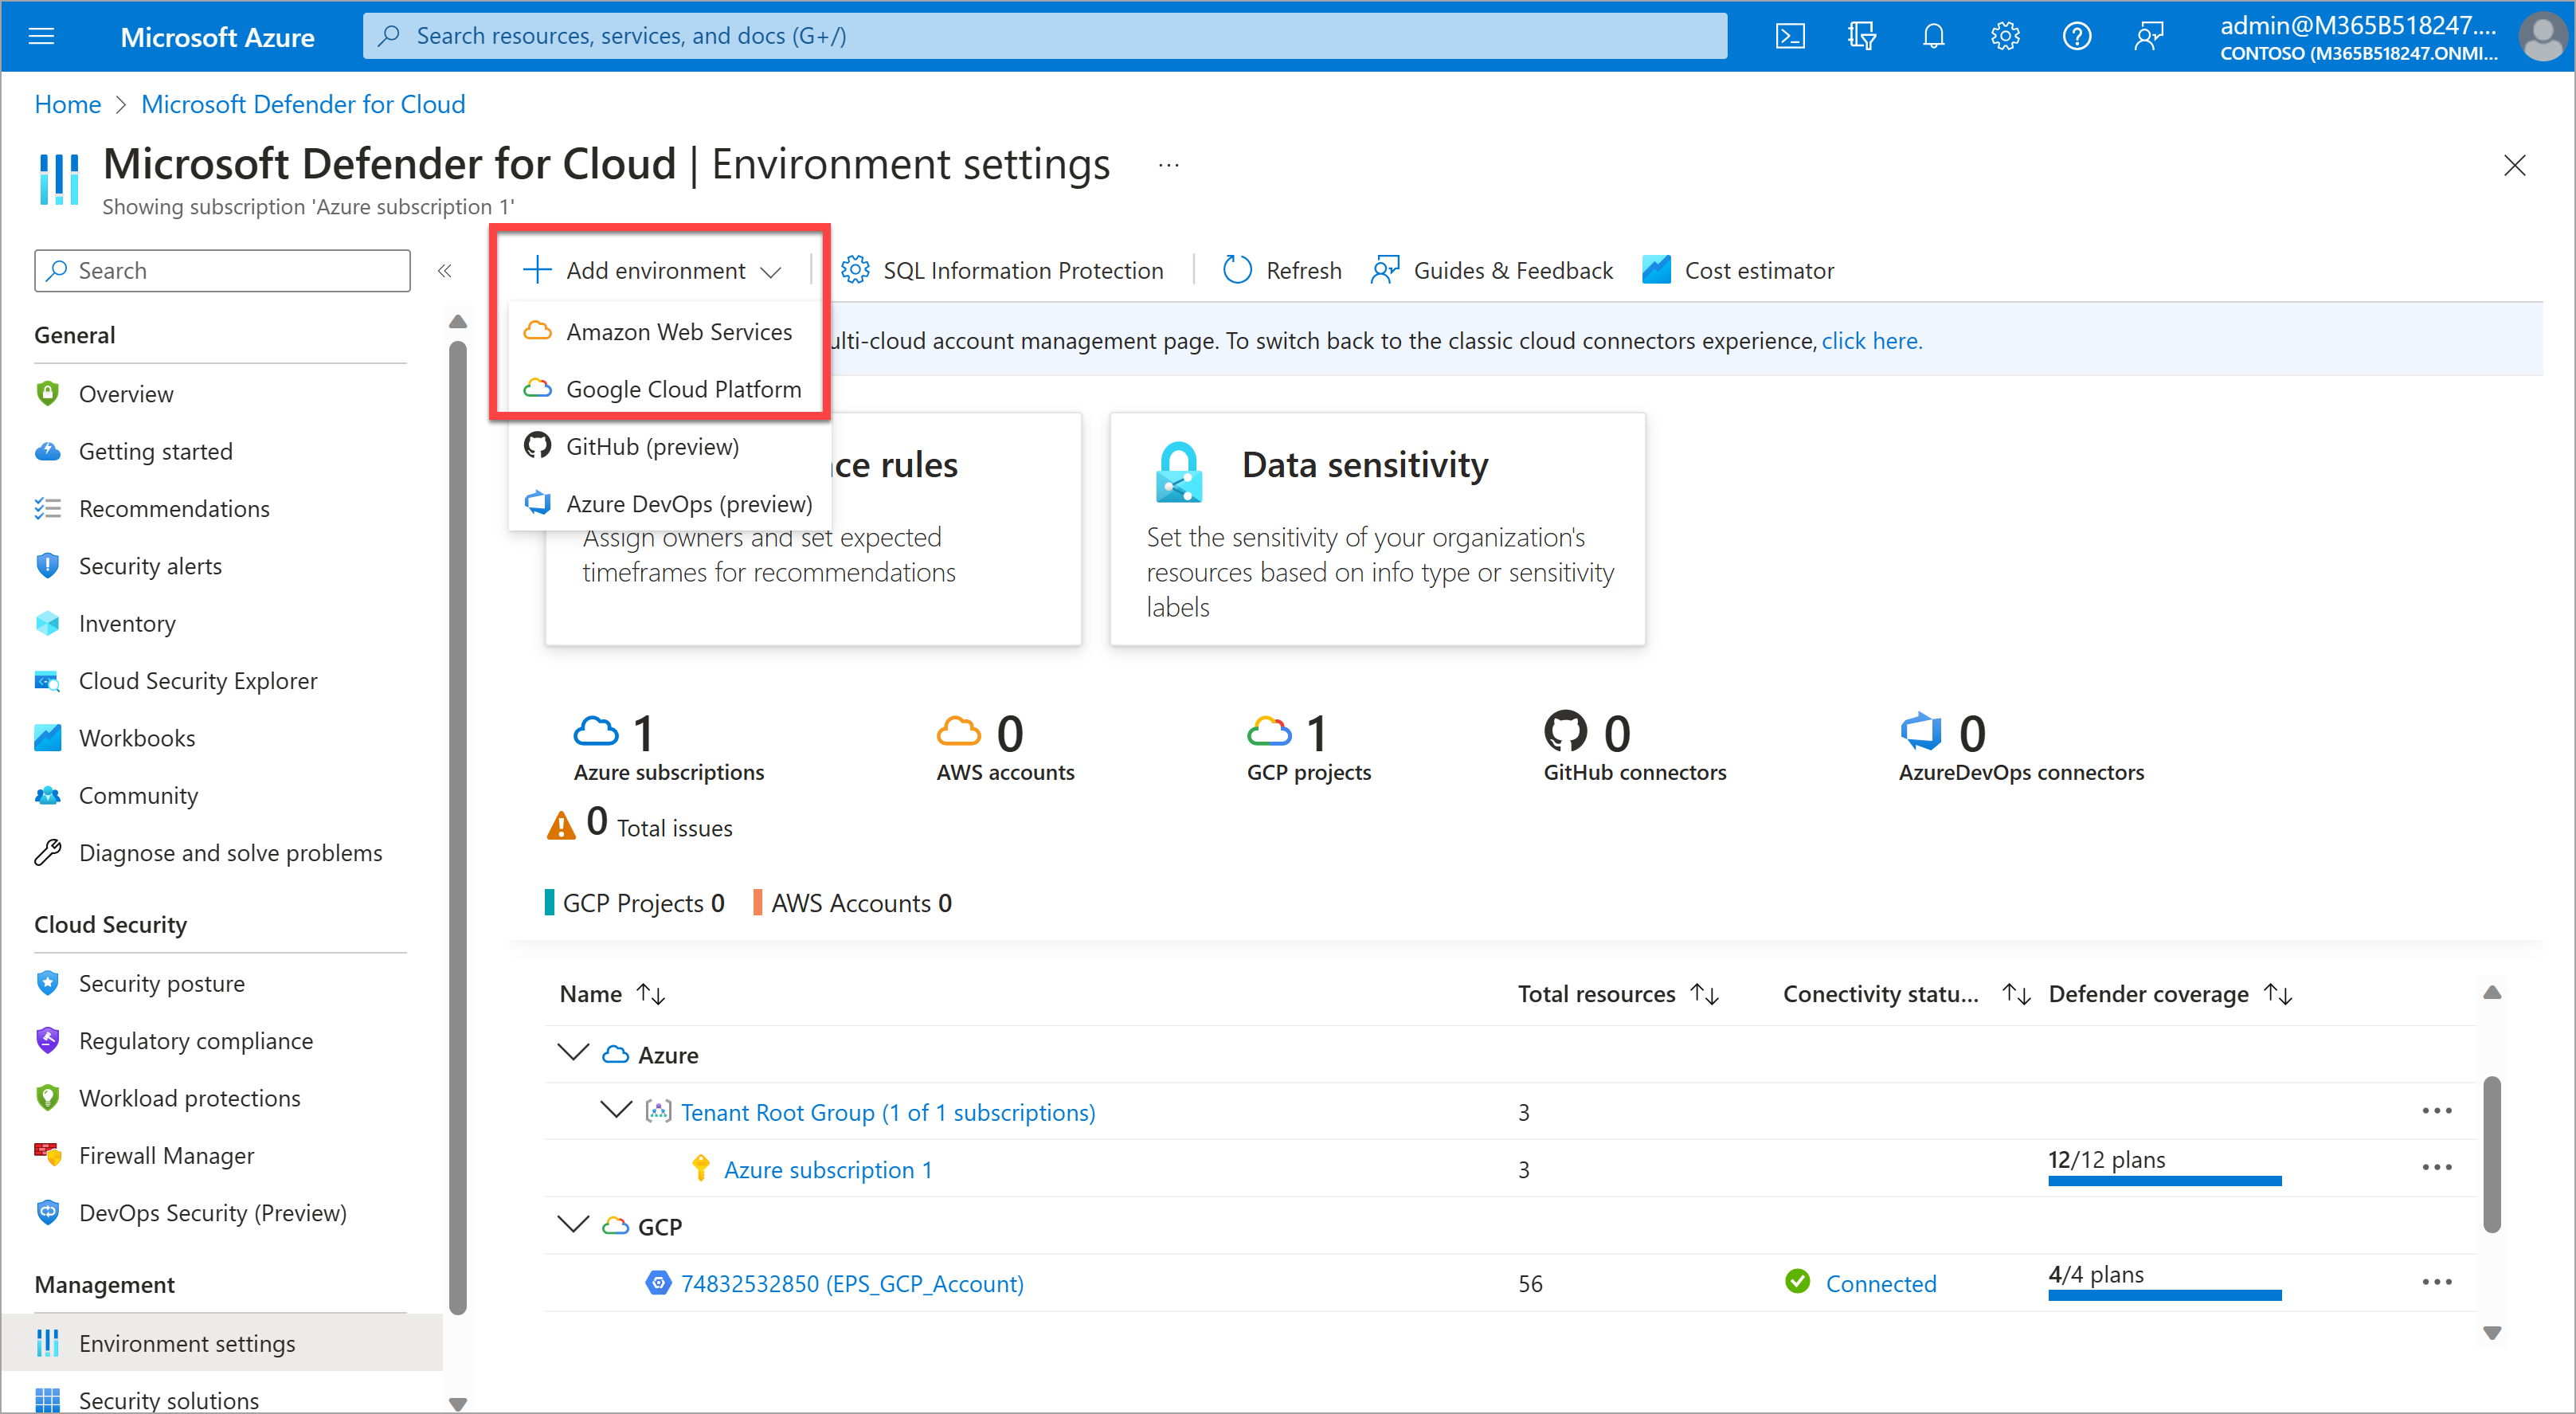 Microsoft Azure
Search resources, services, and docs (G+/)
admin@M365B518247....
CONTOSO (M365B518247.ONMI...
Home > Microsoft Defender for Cloud
Microsoft Defender for Cloud | Environment settings ...
Showing subscription 'Azure subscription 1'
Search
«
Add environment
SQL Information Protection
Refresh
Guides & Feedback
Cost estimator
Amazon Web Services
Google Cloud Platform
GitHub (preview)
Azure DevOps (preview)
ulti-cloud account management page. To switch back to the classic cloud connectors experience, click here.
General
Overview
Getting started
Recommendations
Security alerts
Inventory
Cloud Security Explorer
Workbooks
Community
Diagnose and solve problems
Cloud Security
Security posture
Regulatory compliance
Workload protections
Firewall Manager
DevOps Security (Preview)
Management
Environment settings
Security solutions
ce rules
Assign owners and set expected
timeframes for recommendations
Data sensitivity
Set the sensitivity of your organization's
resources based on info type or sensitivity
labels
1
Azure subscriptions
0
AWS accounts
1
GCP projects
0
GitHub connectors
0
AzureDevOps connectors
0 Total issues
GCP Projects 0 AWS Accounts 0
Name Total resources Conectivity statu... Defender coverage
Azure
Tenant Root Group (1 of 1 subscriptions) 3
Azure subscription 1 3 12/12 plans
GCP
74832532850 (EPS_GCP_Account) 56 Connected 4/4 plans